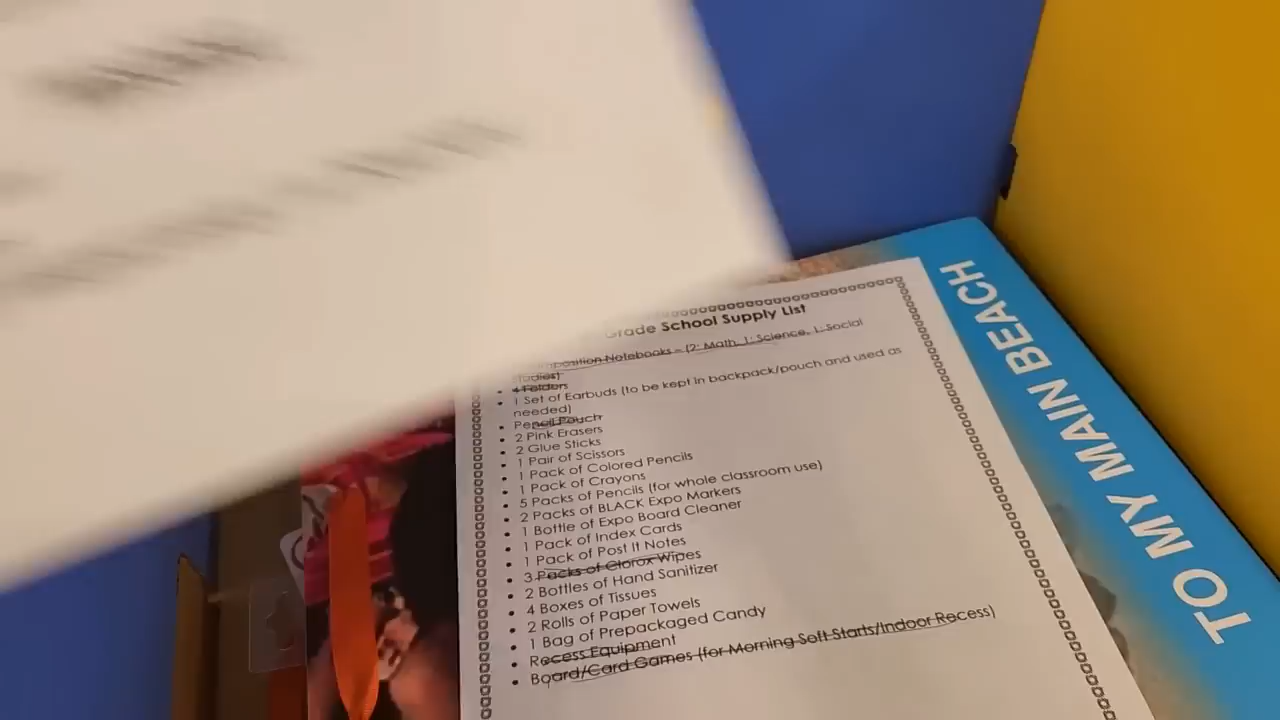 Grade School Supply List
Composition Notebooks – (2: Math, 1: Science, 1: Social
Studies)
4 Folders
1 Set of Earbuds (to be kept in backpack/pouch and used as
needed)
Pencil Pouch
2 Pink Erasers
2 Glue Sticks
1 Pair of Scissors
1 Pack of Colored Pencils
1 Pack of Crayons
5 Packs of Pencils (for whole classroom use)
2 Packs of BLACK Expo Markers
1 Bottle of Expo Board Cleaner
1 Pack of Index Cards
1 Pack of Post It Notes
3 Packs of Clorox Wipes
2 Bottles of Hand Sanitizer
4 Boxes of Tissues
2 Rolls of Paper Towels
1 Bag of Prepackaged Candy
Recess Equipment
Board/Card Games (for Morning Soft Starts/Indoor Recess)
TO MY MAIN BEACH